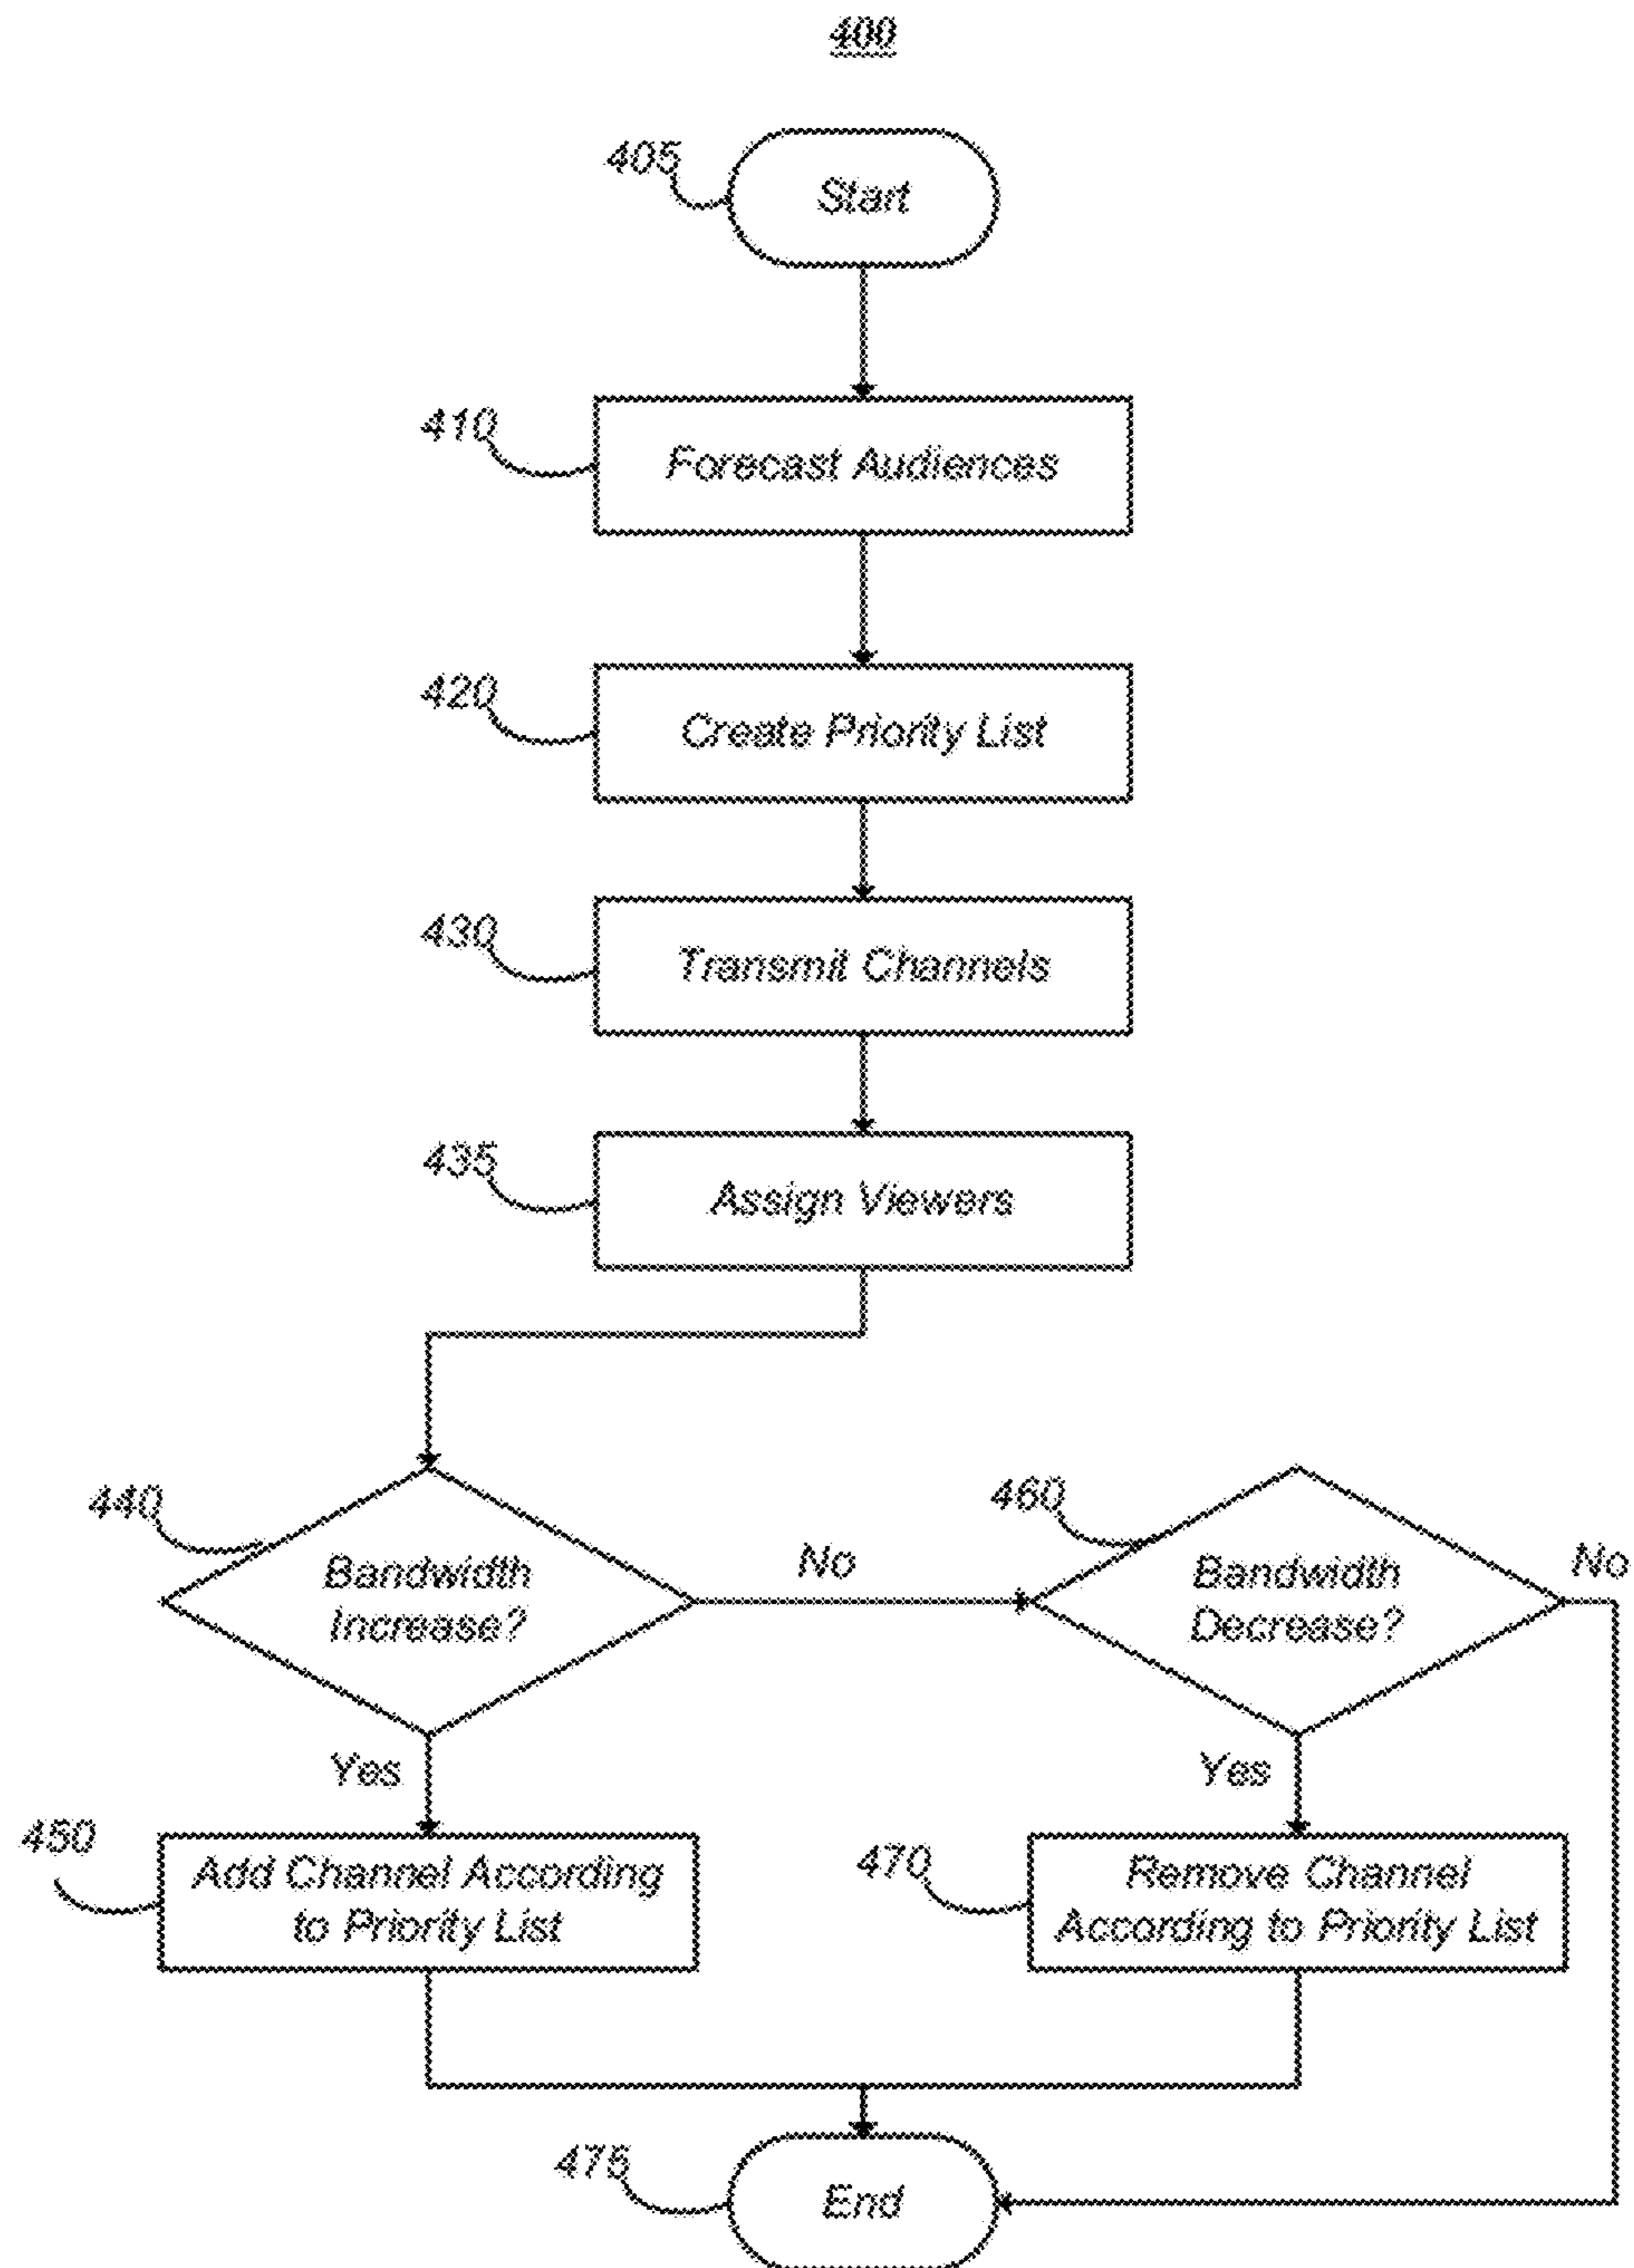 400
405
Start
410
Forecast Audiences
420
Create Priority List
430
Transmit Channels
435
Assign Viewers
440
Bandwidth
Increase?
No
460
Bandwidth
Decrease?
No
Yes
Yes
450
Add Channel According
to Priority List
470
Remove Channel
According to Priority List
475
End